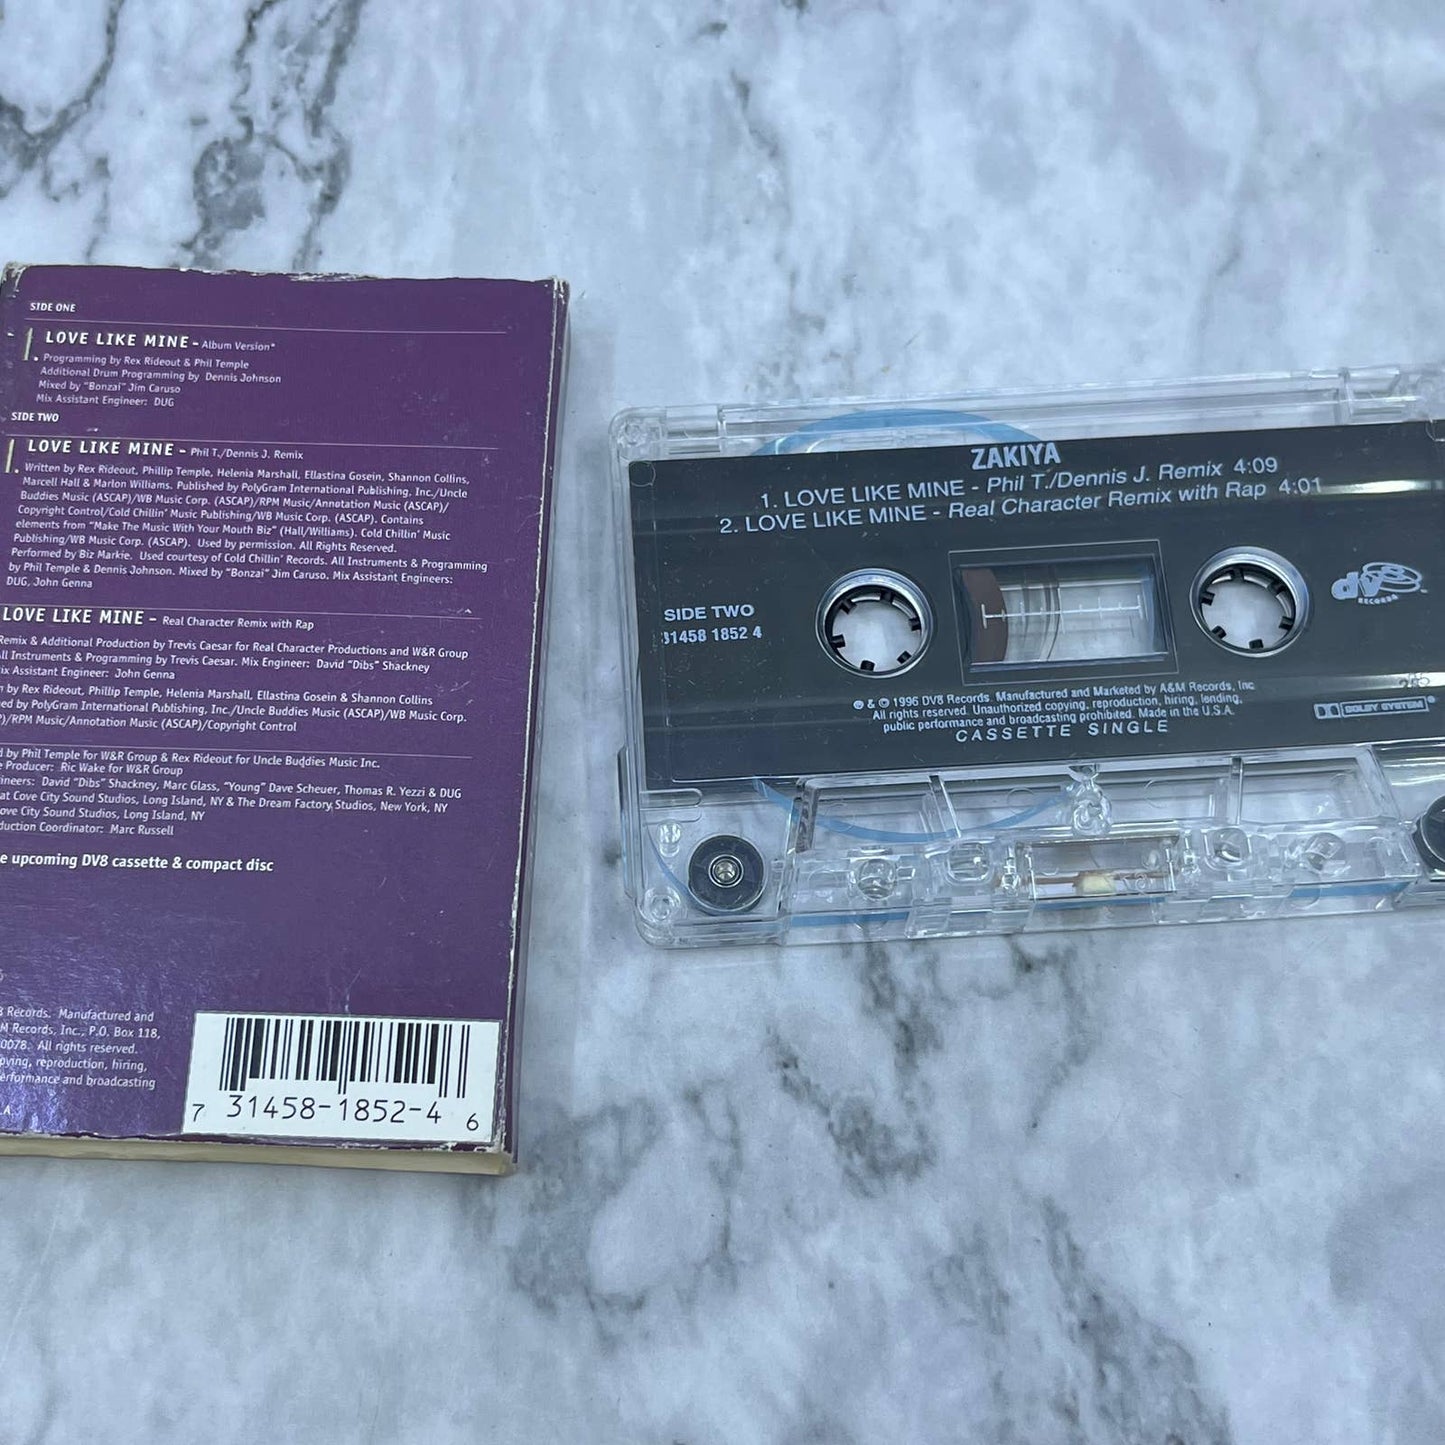 SIDE ONE
1. LOVE LIKE MINE - Album Version*
Programming by Rex Rideout & Phil Temple
Additional Drum Programming by Dennis Johnson
Mixed by "Bonzai" Jim Caruso
Mix Assistant Engineer: DUG
SIDE TWO
1. LOVE LIKE MINE - Phil T./Dennis J. Remix
Written by Rex Rideout, Phillip Temple, Helenia Marshall, Ellastina Gosein, Shannon Collins,
Marcell Hall & Marlon Williams. Published by PolyGram International Publishing, Inc./Uncle
Buddies Music (ASCAP)/WB Music Corp. (ASCAP)/RPM Music/Annotation Music (ASCAP)/
Copyright Control/Cold Chillin' Music Publishing/WB Music Corp. (ASCAP). Contains
elements from "Make The Music With Your Mouth Biz" (Hall/Williams). Cold Chillin' Music
Publishing/WB Music Corp. (ASCAP). Used by permission. All Rights Reserved.
Performed by Biz Markie. Used courtesy of Cold Chillin' Records. All Instruments & Programming
by Phil Temple & Dennis Johnson. Mixed by "Bonzai" Jim Caruso. Mix Assistant Engineers:
DUG, John Genna
LOVE LIKE MINE - Real Character Remix with Rap
Remix & Additional Production by Trevis Caesar for Real Character Productions and W&R Group
ll Instruments & Programming by Trevis Caesar. Mix Engineer: David "Dibs" Shackney
ix Assistant Engineer: John Genna
n by Rex Rideout, Phillip Temple, Helenia Marshall, Ellastina Gosein & Shannon Collins
ed by PolyGram International Publishing, Inc./Uncle Buddies Music (ASCAP)/WB Music Corp.
P)/RPM Music/Annotation Music (ASCAP)/Copyright Control
d by Phil Temple for W&R Group & Rex Rideout for Uncle Buddies Music Inc.
e Producer: Ric Wake for W&R Group
ineers: David "Dibs" Shackney, Marc Glass, "Young" Dave Scheuer, Thomas R. Yezzi & DUG
at Cove City Sound Studios, Long Island, NY & The Dream Factory Studios, New York, NY
ove City Sound Studios, Long Island, NY
duction Coordinator: Marc Russell
e upcoming DV8 cassette & compact disc
8 Records. Manufactured and
M Records, Inc., P.O. Box 118,
0078. All rights reserved.
pying, reproduction, hiring,
erformance and broadcasting
.A
7 31458-1852-4 6
ZAKIYA
1. LOVE LIKE MINE - Phil T./Dennis J. Remix 4:09
2. LOVE LIKE MINE - Real Character Remix with Rap 4:01
SIDE TWO
31458 1852 4
dv8 RECORDS ™
℗ & © 1996 DV8 Records. Manufactured and Marketed by A&M Records, Inc.
All rights reserved. Unauthorized copying, reproduction, hiring, lending,
public performance and broadcasting prohibited. Made in the U.S.A.
CASSETTE SINGLE
DOLBY SYSTEM®